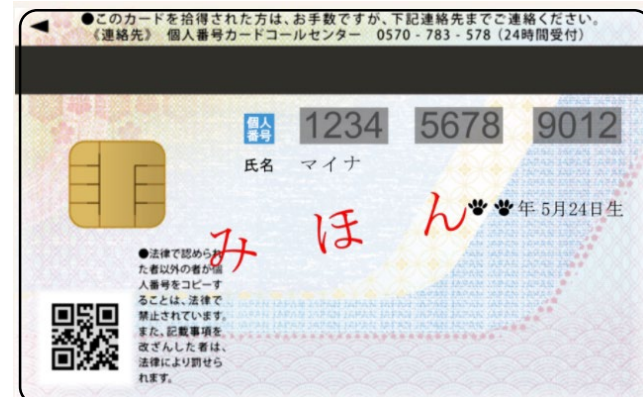 ◀ ●このカードを拾得された方は、お手数ですが、下記連絡先までご連絡ください。
《連絡先》 個人番号カードコールセンター 0570-783-578（24時間受付）
個人番号 1234 5678 9012
氏名 マイナ
🐾🐾年 5月24日生
みほん
●法律で認められ
た者以外の者が個
人番号をコピーす
ることは、法律で
禁止されています。
また、記載事項を
改ざんした者は、
法律により罰せら
れます。